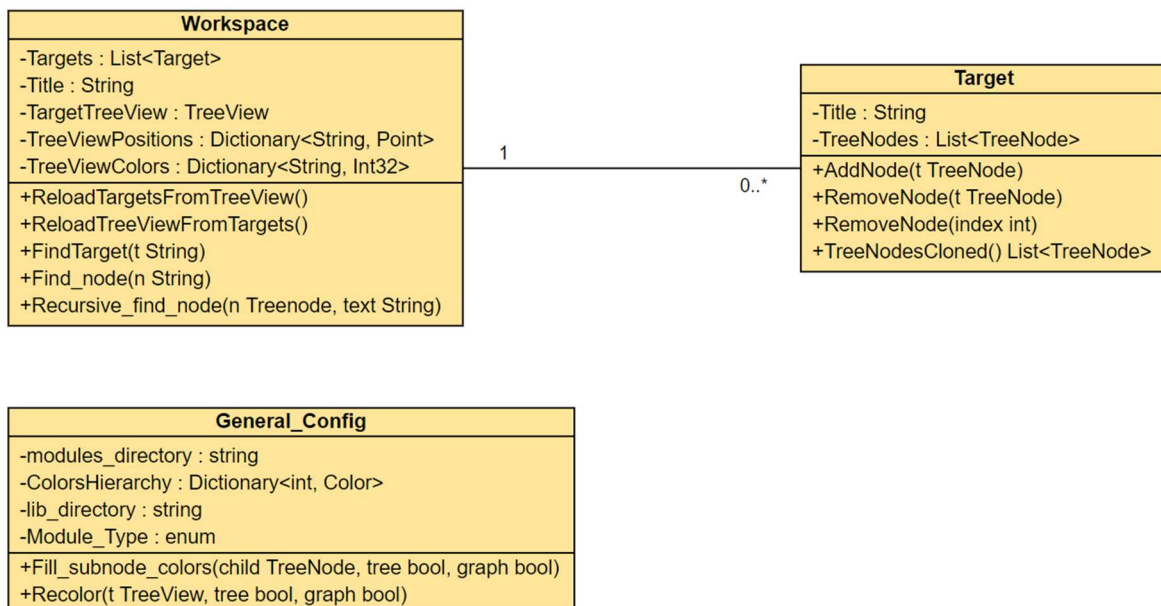 Workspace
-Targets : List<Target>
-Title : String
-TargetTreeView : TreeView
-TreeViewPositions : Dictionary<String, Point>
-TreeViewColors : Dictionary<String, Int32>
+ReloadTargetsFromTreeView()
+ReloadTreeViewFromTargets()
+FindTarget(t String)
+Find_node(n String)
+Recursive_find_node(n Treenode, text String)
1
0..*
Target
-Title : String
-TreeNodes : List<TreeNode>
+AddNode(t TreeNode)
+RemoveNode(t TreeNode)
+RemoveNode(index int)
+TreeNodesCloned() List<TreeNode>
General_Config
-modules_directory : string
-ColorsHierarchy : Dictionary<int, Color>
-lib_directory : string
-Module_Type : enum
+Fill_subnode_colors(child TreeNode, tree bool, graph bool)
+Recolor(t TreeView, tree bool, graph bool)